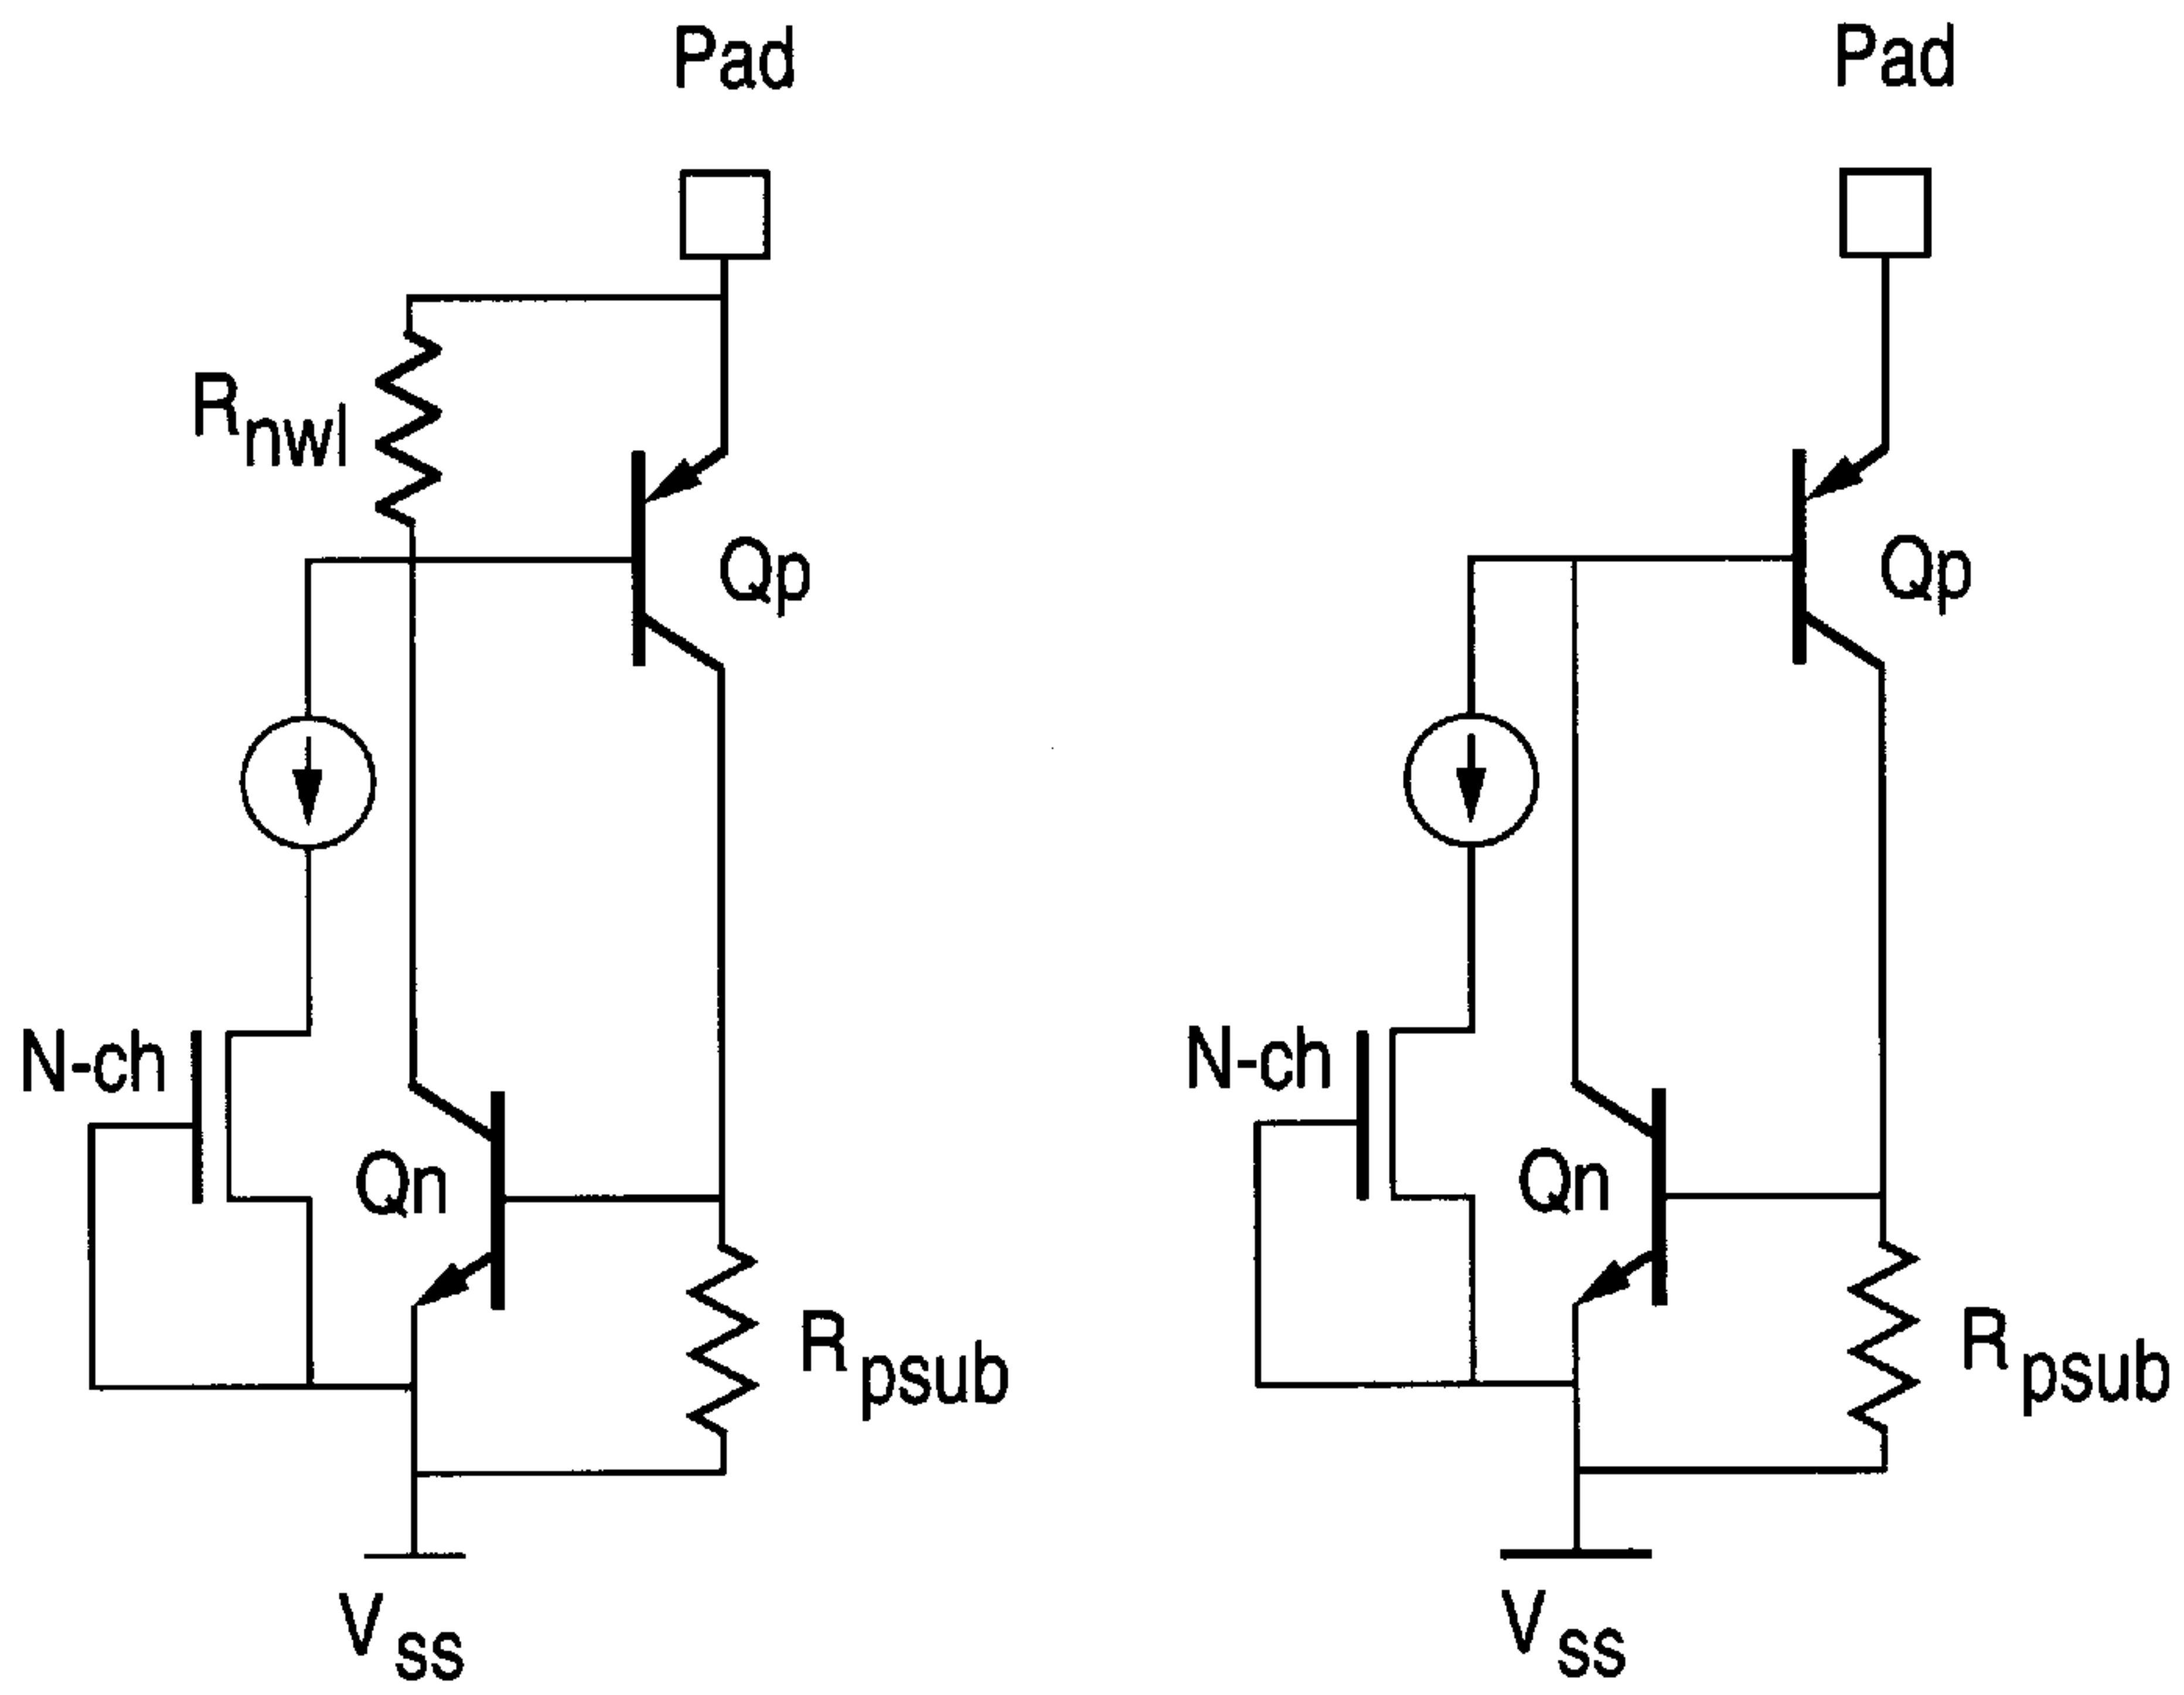 Pad
Rnwl
Qp
N-ch
Qn
Rpsub
Vss
Pad
Qp
N-ch
Qn
Rpsub
Vss